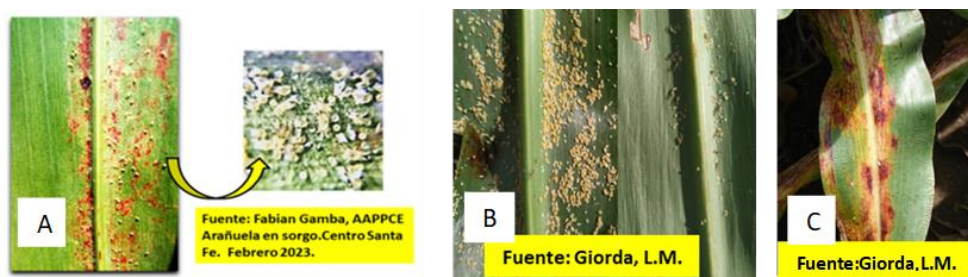 A
Fuente: Fabian Gamba, AAPPCE
Arañuela en sorgo.Centro Santa
Fe. Febrero 2023.
B
Fuente: Giorda, L.M.
C
Fuente:Giorda,L.M.